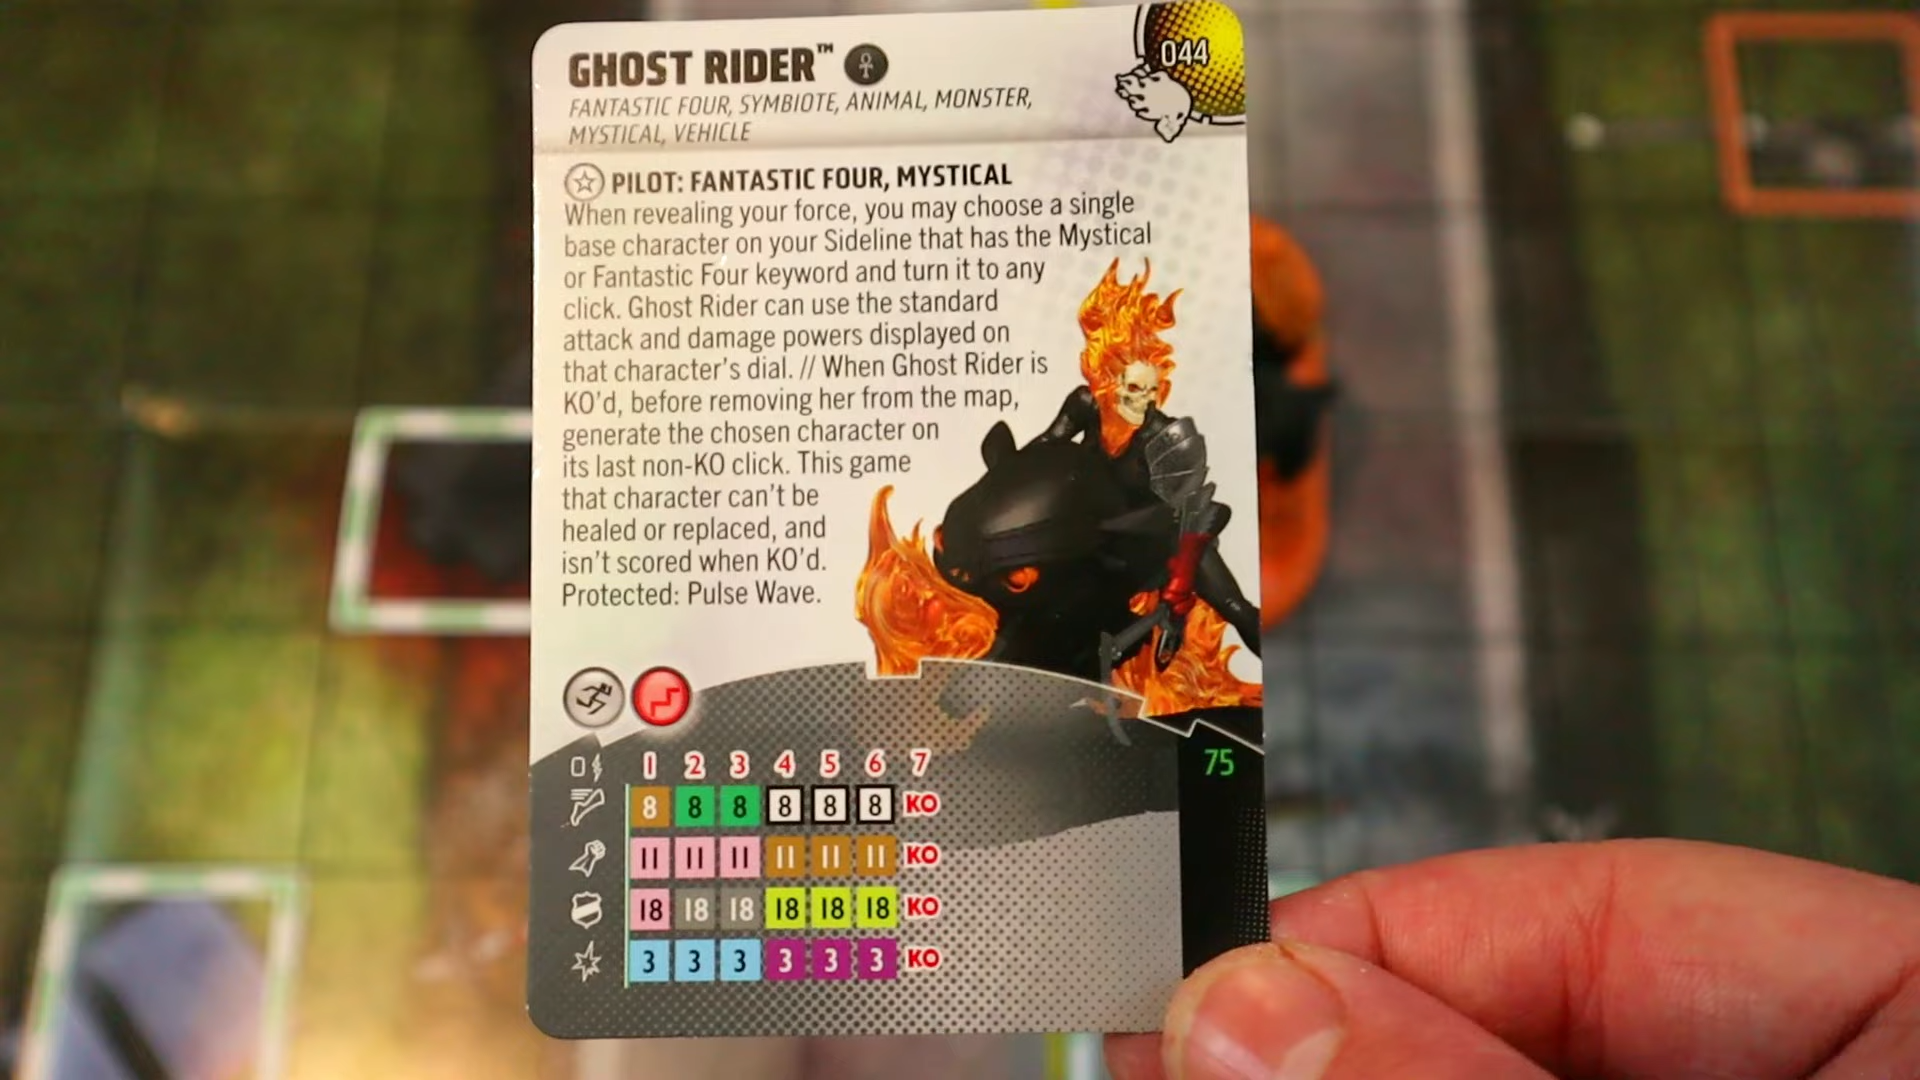 GHOST RIDER™
044
FANTASTIC FOUR, SYMBIOTE, ANIMAL, MONSTER,
MYSTICAL, VEHICLE
PILOT: FANTASTIC FOUR, MYSTICAL
When revealing your force, you may choose a single
base character on your Sideline that has the Mystical
or Fantastic Four keyword and turn it to any
click. Ghost Rider can use the standard
attack and damage powers displayed on
that character's dial. // When Ghost Rider is
KO'd, before removing her from the map,
generate the chosen character on
its last non-KO click. This game
that character can't be
healed or replaced, and
isn't scored when KO'd.
Protected: Pulse Wave.
75
0 1 2 3 4 5 6 7
8 8 8 8 8 8 KO
11 11 11 11 11 11 KO
18 18 18 18 18 18 KO
3 3 3 3 3 3 KO